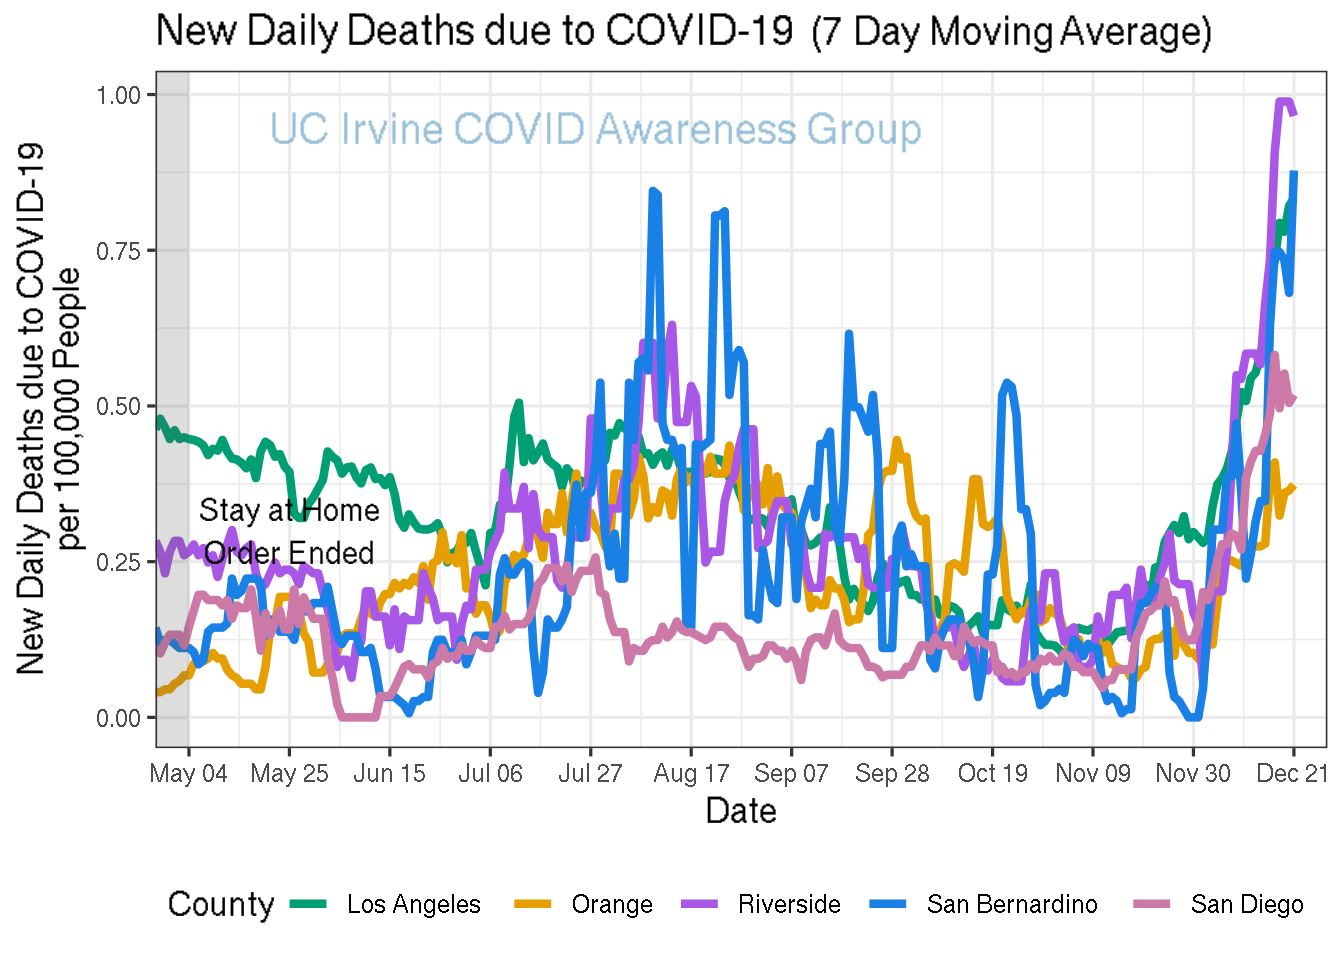 New Daily Deaths due to COVID-19 (7 Day Moving Average)
UC Irvine COVID Awareness Group
New Daily Deaths due to COVID-19
per 100,000 People
1.00
0.75
0.50
0.25
0.00
Stay at Home
Order Ended
May 04 May 25 Jun 15 Jul 06 Jul 27 Aug 17 Sep 07 Sep 28 Oct 19 Nov 09 Nov 30 Dec 21
Date
County Los Angeles Orange Riverside San Bernardino San Diego